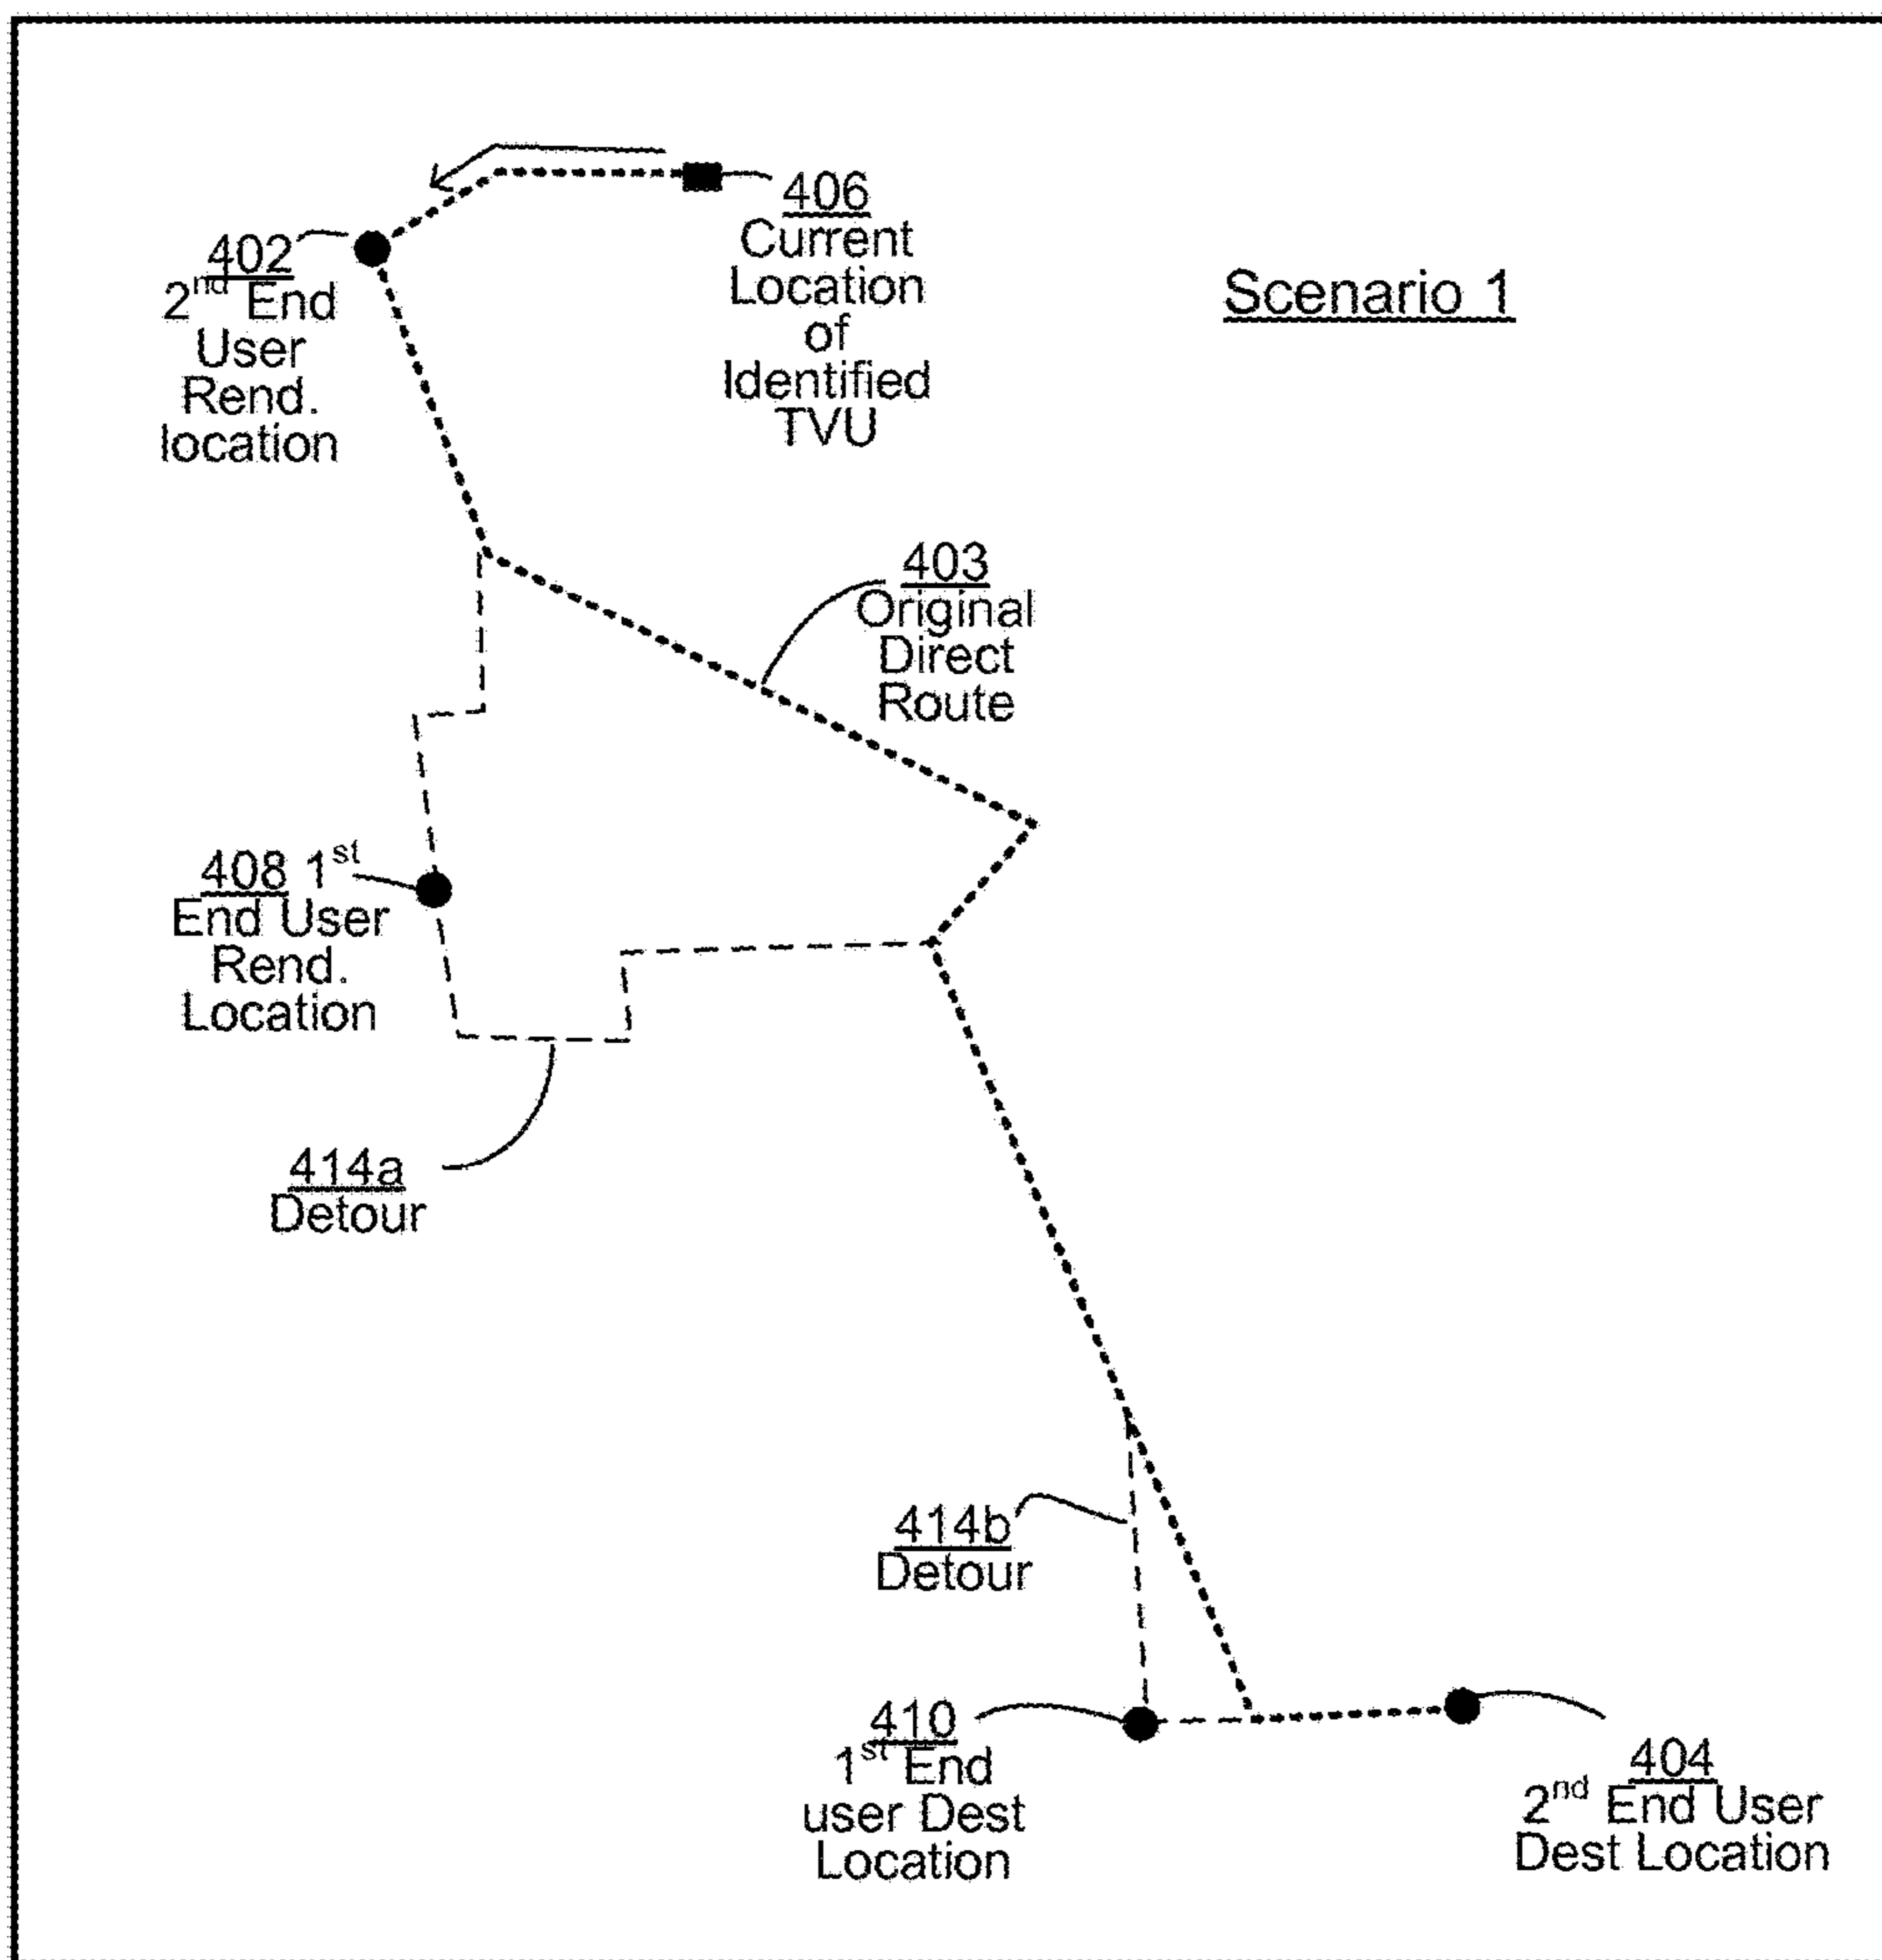 406
Current
Location
of
Identified
TVU
402
2nd End
User
Rend.
location
Scenario 1
403
Original
Direct
Route
408 1st
End User
Rend.
Location
414a
Detour
414b
Detour
410
1st End
user Dest
Location
404
2nd End User
Dest Location